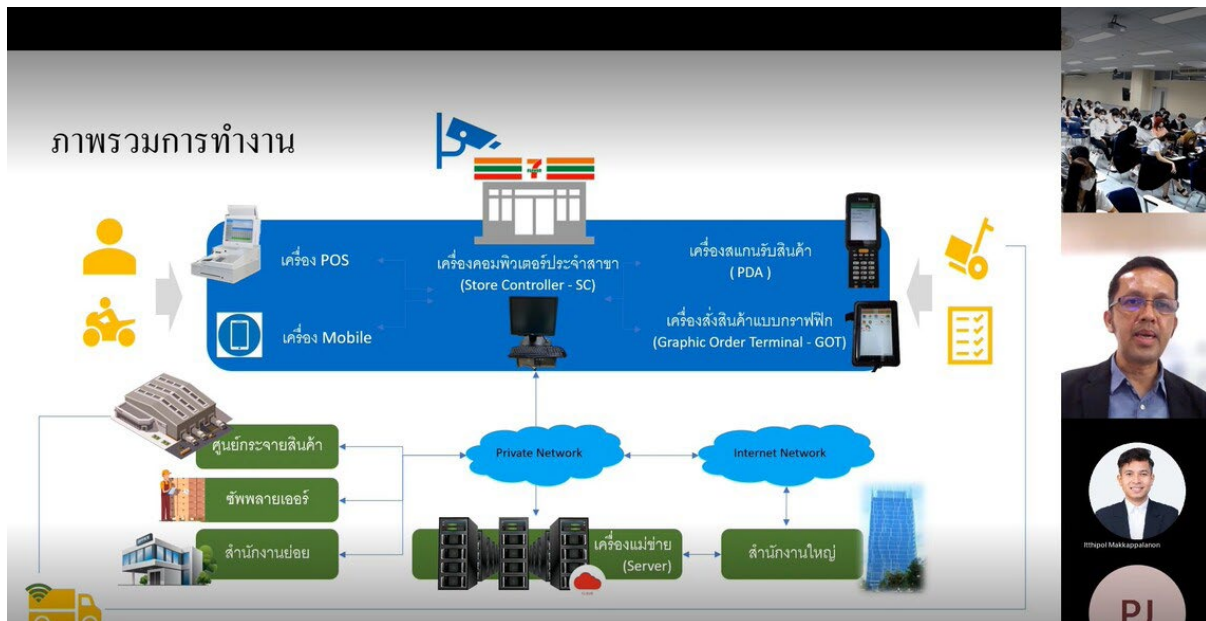 ภาพรวมการทำงาน
7
เครื่อง POS
เครื่องคอมพิวเตอร์ประจำสาขา
(Store Controller - SC)
เครื่องสแกนรับสินค้า
( PDA )
เครื่อง Mobile
เครื่องสั่งสินค้าแบบกราฟฟิก
(Graphic Order Terminal - GOT)
ศูนย์กระจายสินค้า
Private Network
Internet Network
ซัพพลายเออร์
สำนักงานย่อย
เครื่องแม่ข่าย
(Server)
สำนักงานใหญ่
Itthipol Makkappalanon
PJ